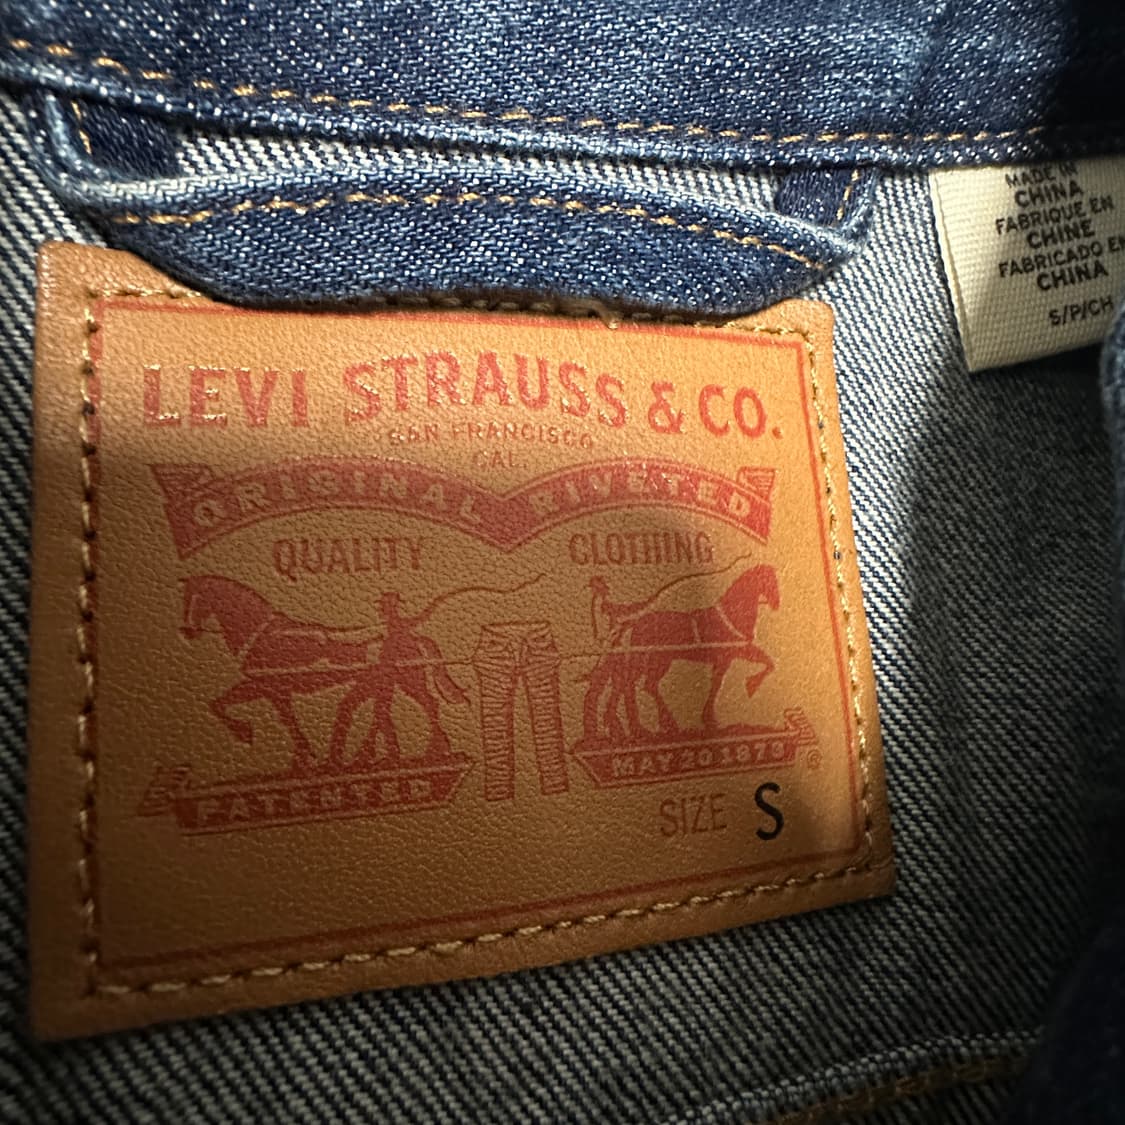 LEVI STRAUSS & CO.
SAN FRANCISCO
CAL.
ORIGINAL RIVETED
QUALITY CLOTHING
PATENTED
MAY 20 1873
SIZE S
MADE IN
CHINA
FABRIQUE EN
CHINE
FABRICADO EN
CHINA
S/P/CH